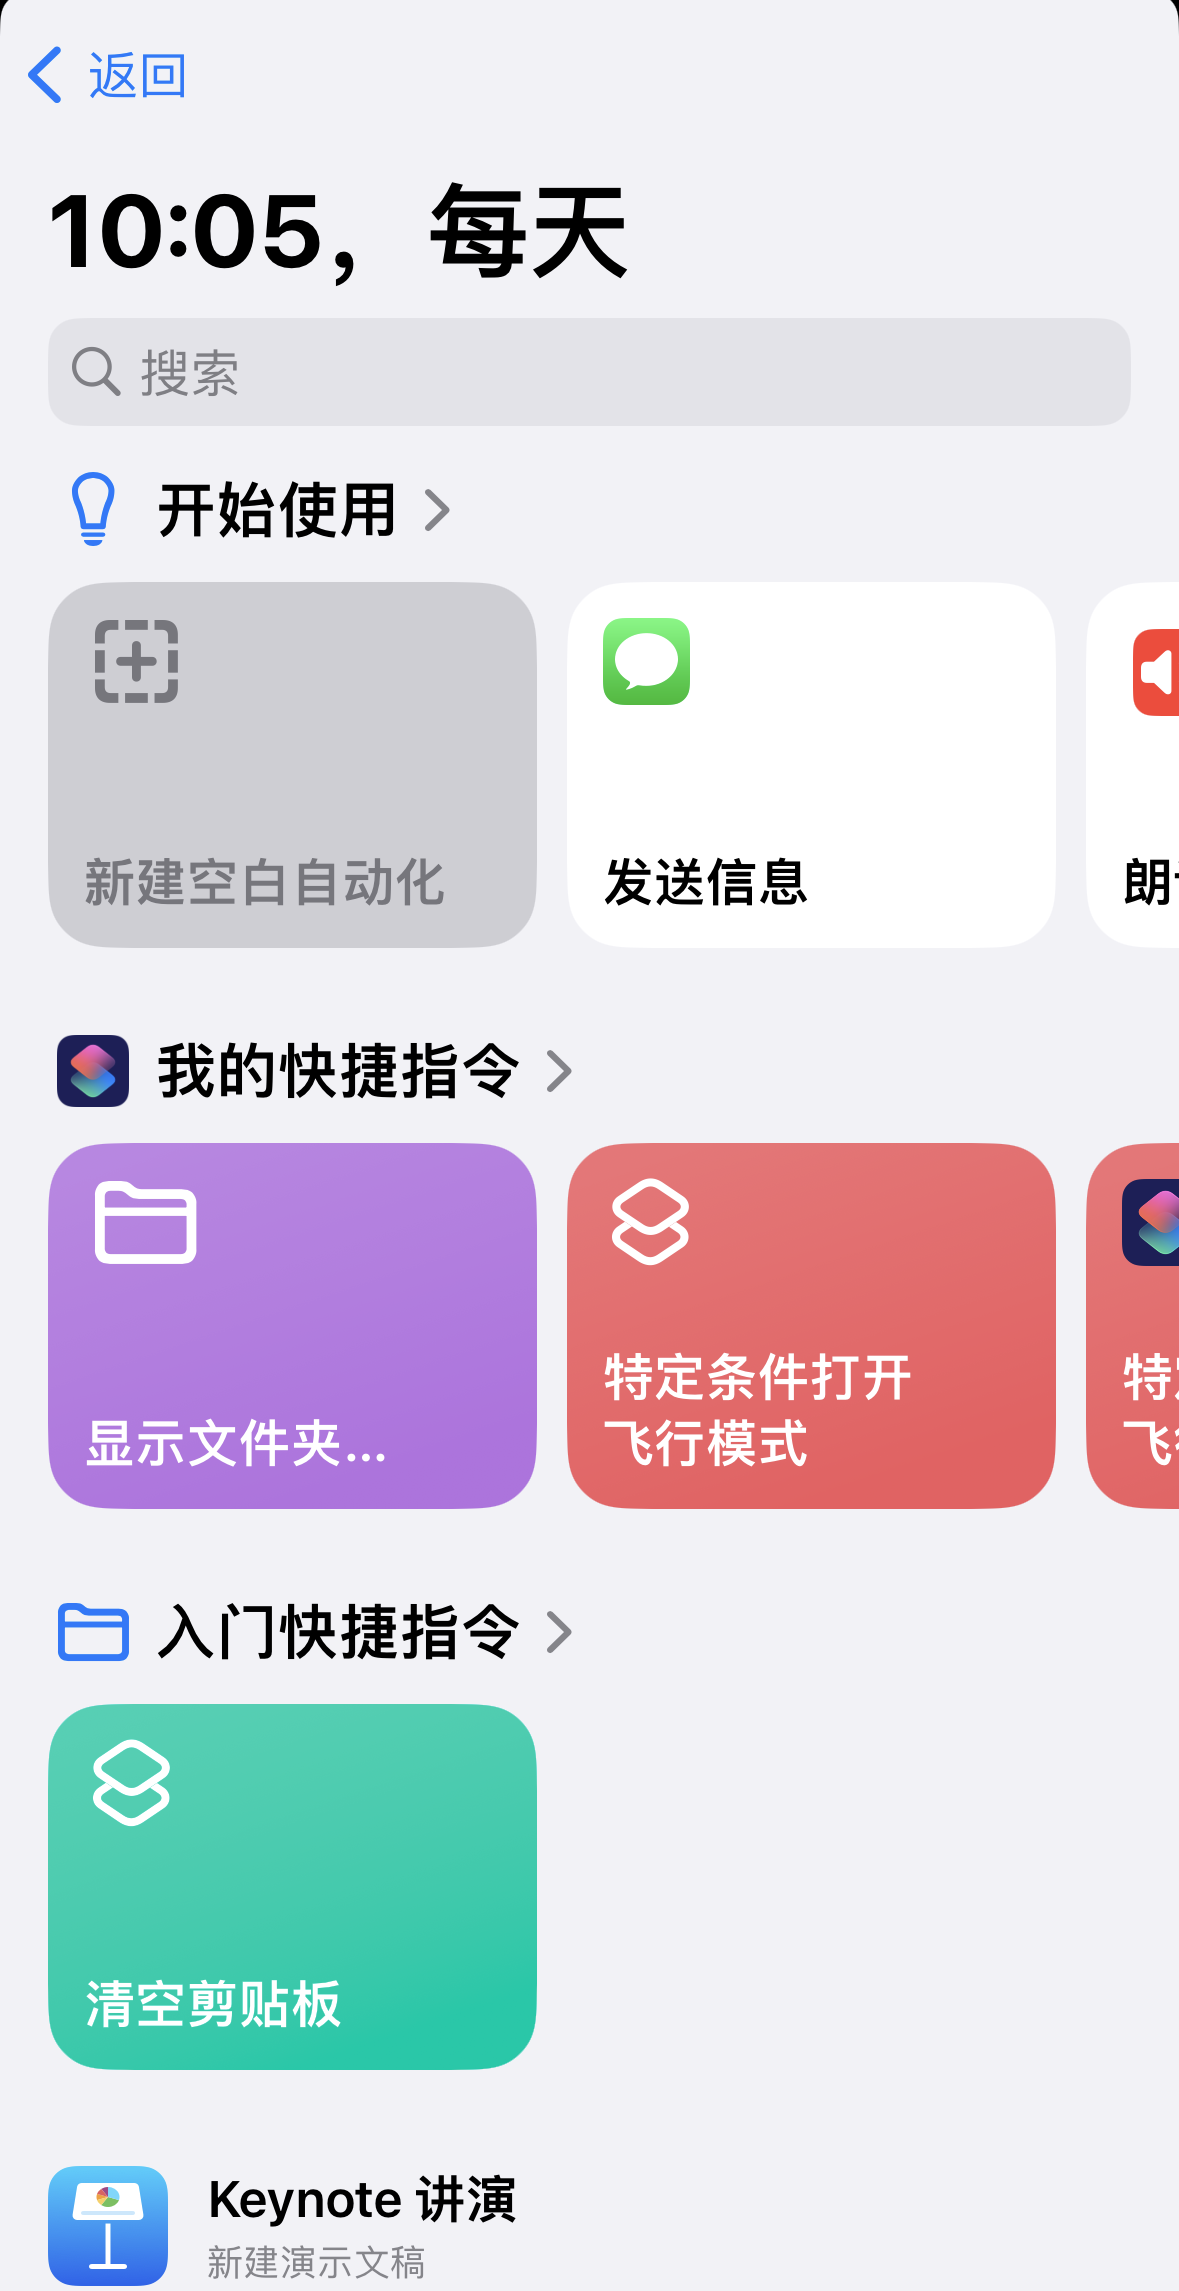 返回
10:05，每天
搜索
开始使用
新建空白自动化
发送信息
朗
我的快捷指令
显示文件夹...
特定条件打开
飞行模式
特定
飞行
入门快捷指令
清空剪贴板
Keynote 讲演
新建演示文稿